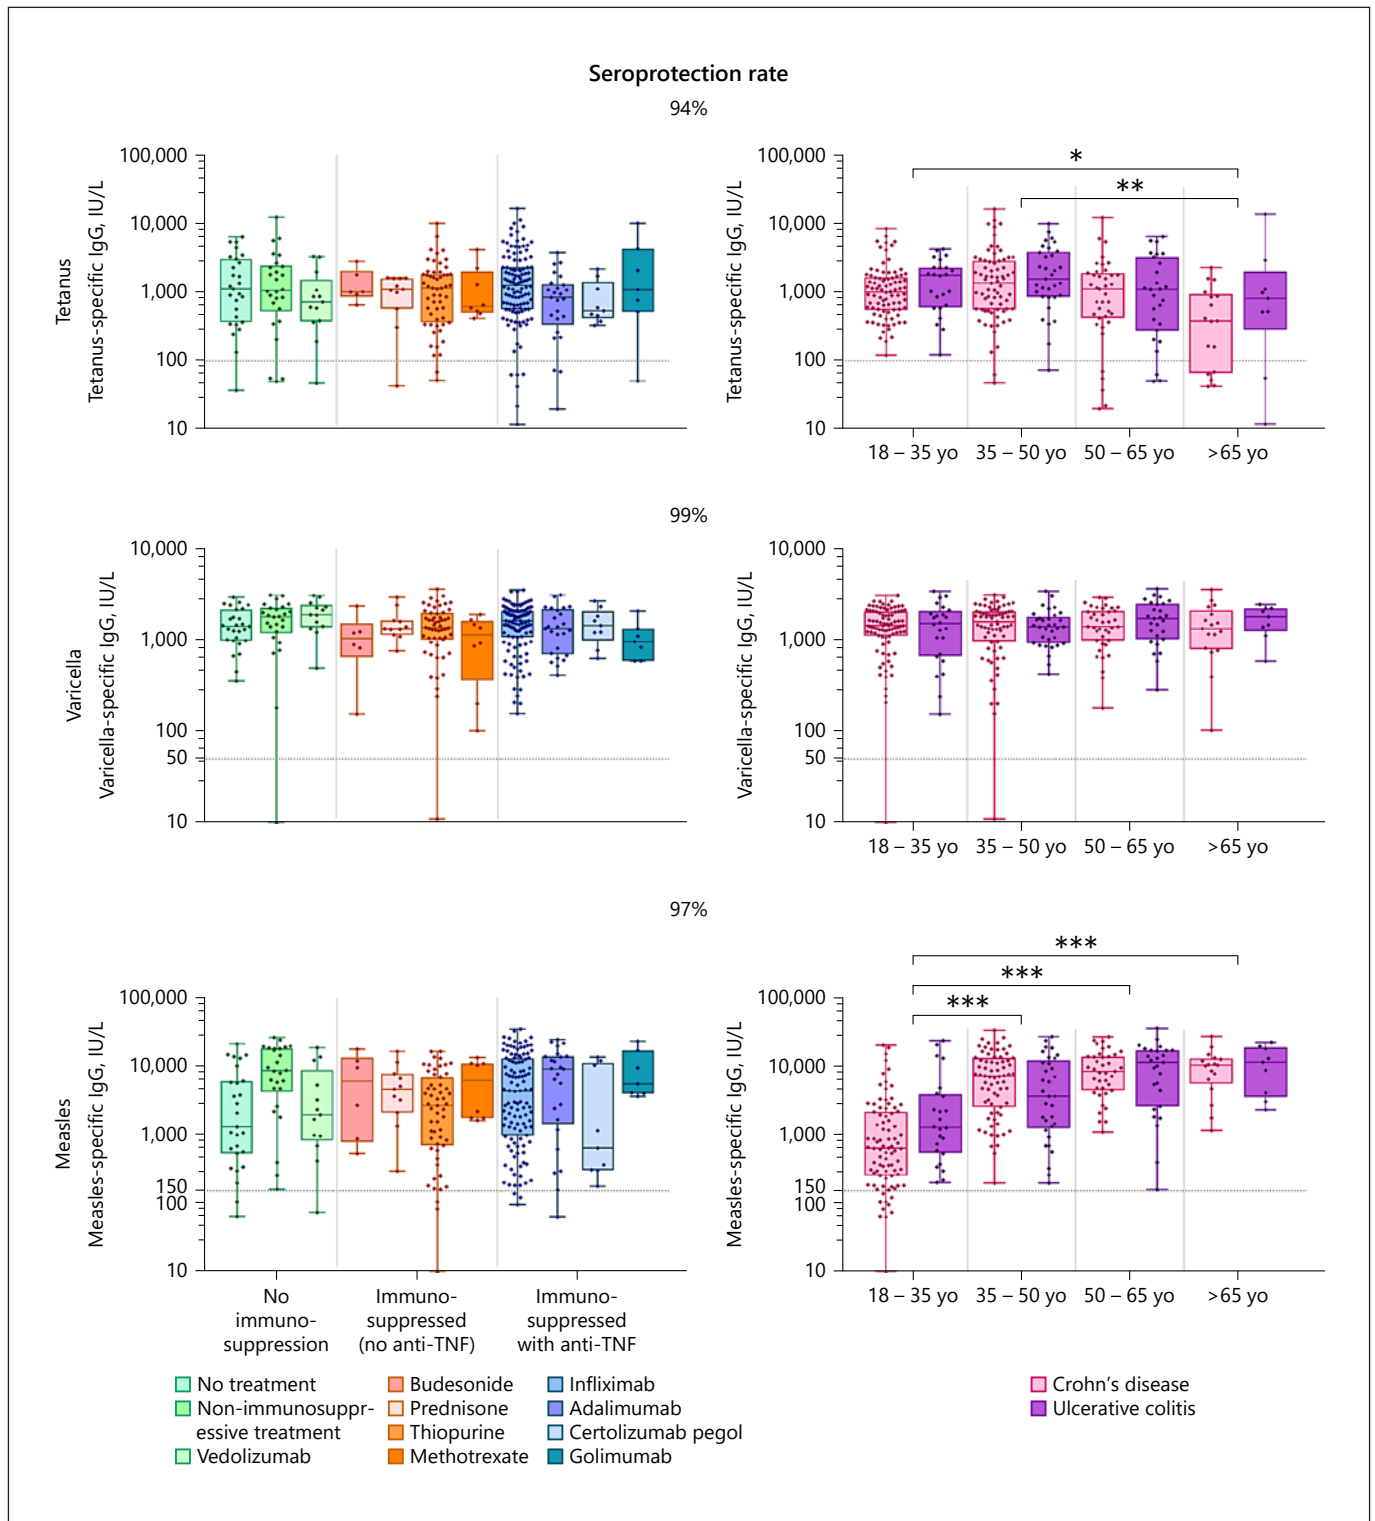 Seroprotection rate
94%
Tetanus
Tetanus-specific IgG, IU/L
100,000
10,000
1,000
100
10
Tetanus-specific IgG, IU/L
100,000
10,000
1,000
100
10
*
**
18 – 35 yo 35 – 50 yo 50 – 65 yo >65 yo
99%
Varicella
Varicella-specific IgG, IU/L
10,000
1,000
100
50
10
Varicella-specific IgG, IU/L
10,000
1,000
100
50
10
18 – 35 yo 35 – 50 yo 50 – 65 yo >65 yo
97%
Measles
Measles-specific IgG, IU/L
100,000
10,000
1,000
150
100
10
No
immuno-
suppression
Immuno-
suppressed
(no anti-TNF)
Immuno-
suppressed
with anti-TNF
Measles-specific IgG, IU/L
100,000
10,000
1,000
150
100
10
***
***
***
18 – 35 yo 35 – 50 yo 50 – 65 yo >65 yo
No treatment
Non-immunosuppr-
essive treatment
Vedolizumab
Budesonide
Prednisone
Thiopurine
Methotrexate
Infliximab
Adalimumab
Certolizumab pegol
Golimumab
Crohn's disease
Ulcerative colitis